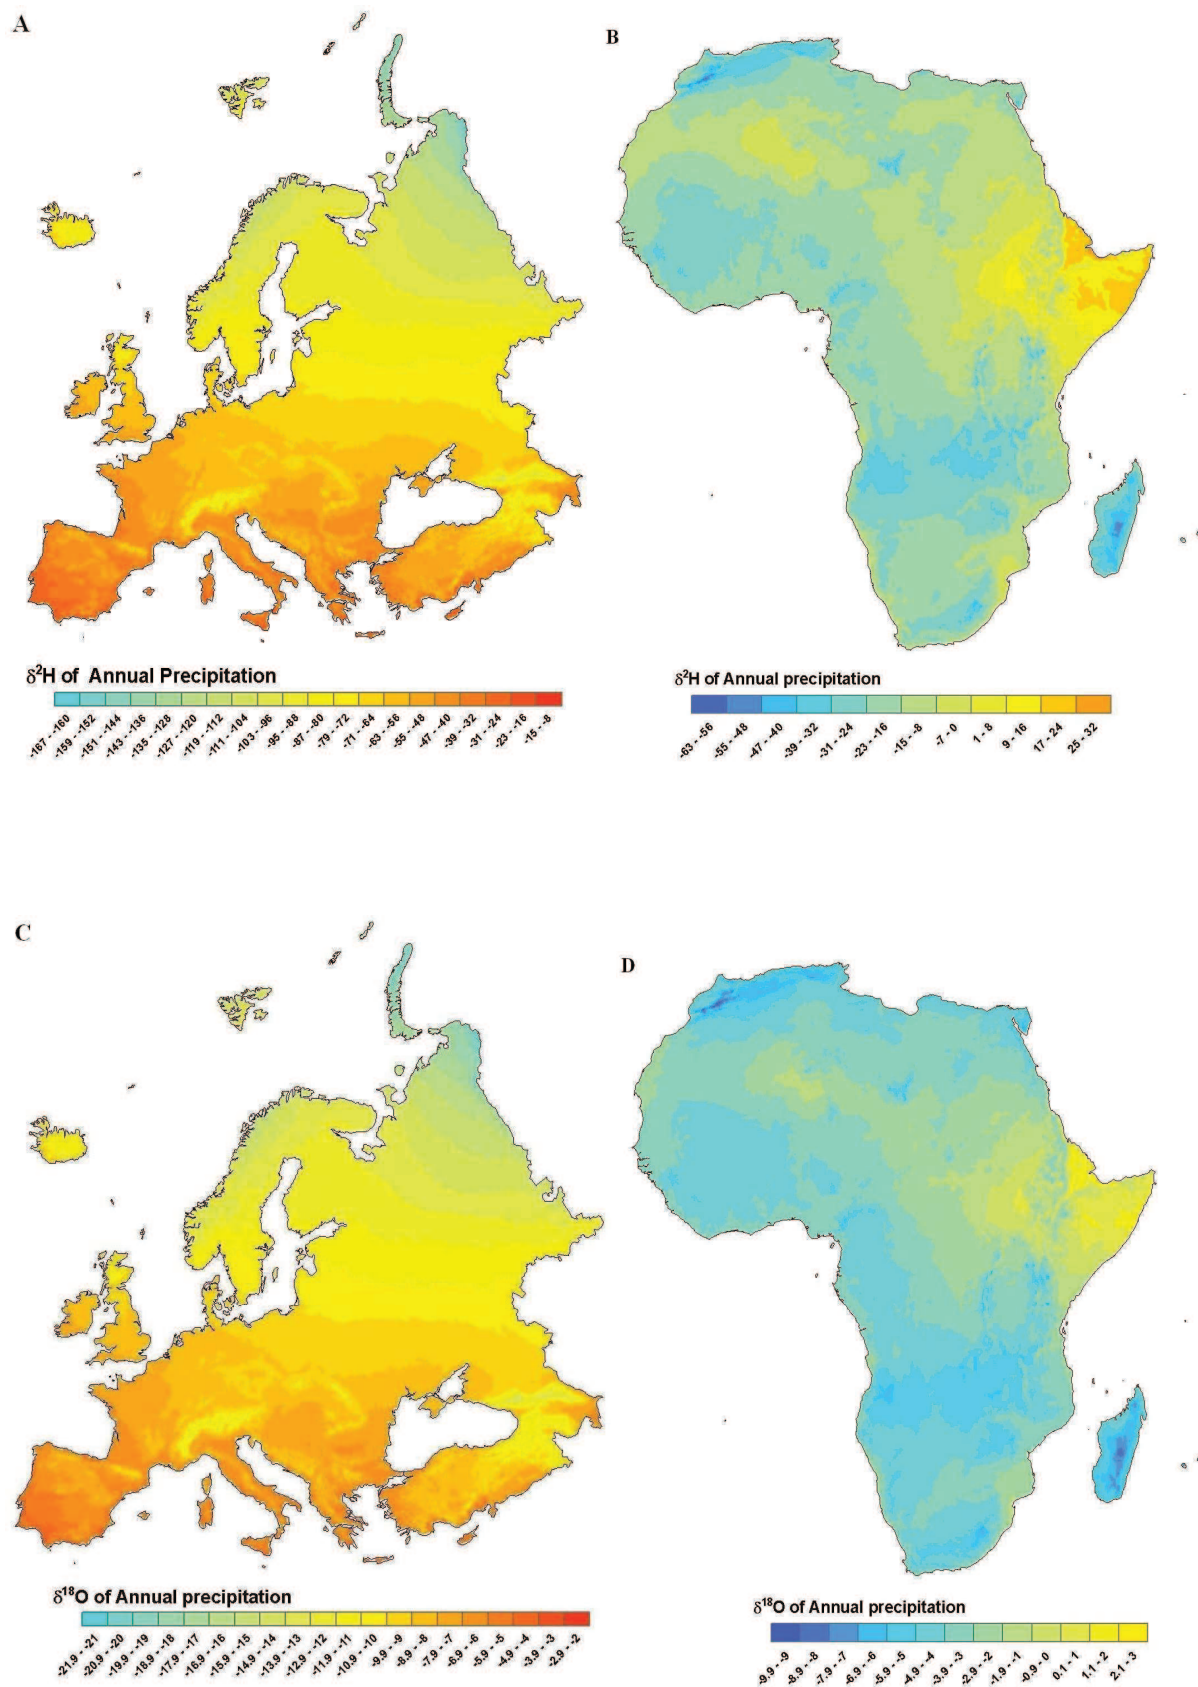 A
B
δ²H of Annual Precipitation
-167 - -160
-159 - -152
-151 - -144
-143 - -136
-135 - -128
-127 - -120
-119 - -112
-111 - -104
-103 - -96
-95 - -88
-87 - -80
-79 - -72
-71 - -64
-63 - -56
-55 - -48
-47 - -40
-39 - -32
-31 - -24
-23 - -16
-15 - -8
δ²H of Annual precipitation
-63 - -56
-55 - -48
-47 - -40
-39 - -32
-31 - -24
-23 - -16
-15 - -8
-7 - 0
1 - 8
9 - 16
17 - 24
25 - 32
C
D
δ¹⁸O of Annual precipitation
-21.9 - -21
-20.9 - -20
-19.9 - -19
-18.9 - -18
-17.9 - -17
-16.9 - -16
-15.9 - -15
-14.9 - -14
-13.9 - -13
-12.9 - -12
-11.9 - -11
-10.9 - -10
-9.9 - -9
-8.9 - -8
-7.9 - -7
-6.9 - -6
-5.9 - -5
-4.9 - -4
-3.9 - -3
-2.9 - -2
δ¹⁸O of Annual precipitation
-9.9 - -9
-8.9 - -8
-7.9 - -7
-6.9 - -6
-5.9 - -5
-4.9 - -4
-3.9 - -3
-2.9 - -2
-1.9 - -1
-0.9 - 0
0.1 - 1
1.1 - 2
2.1 - 3